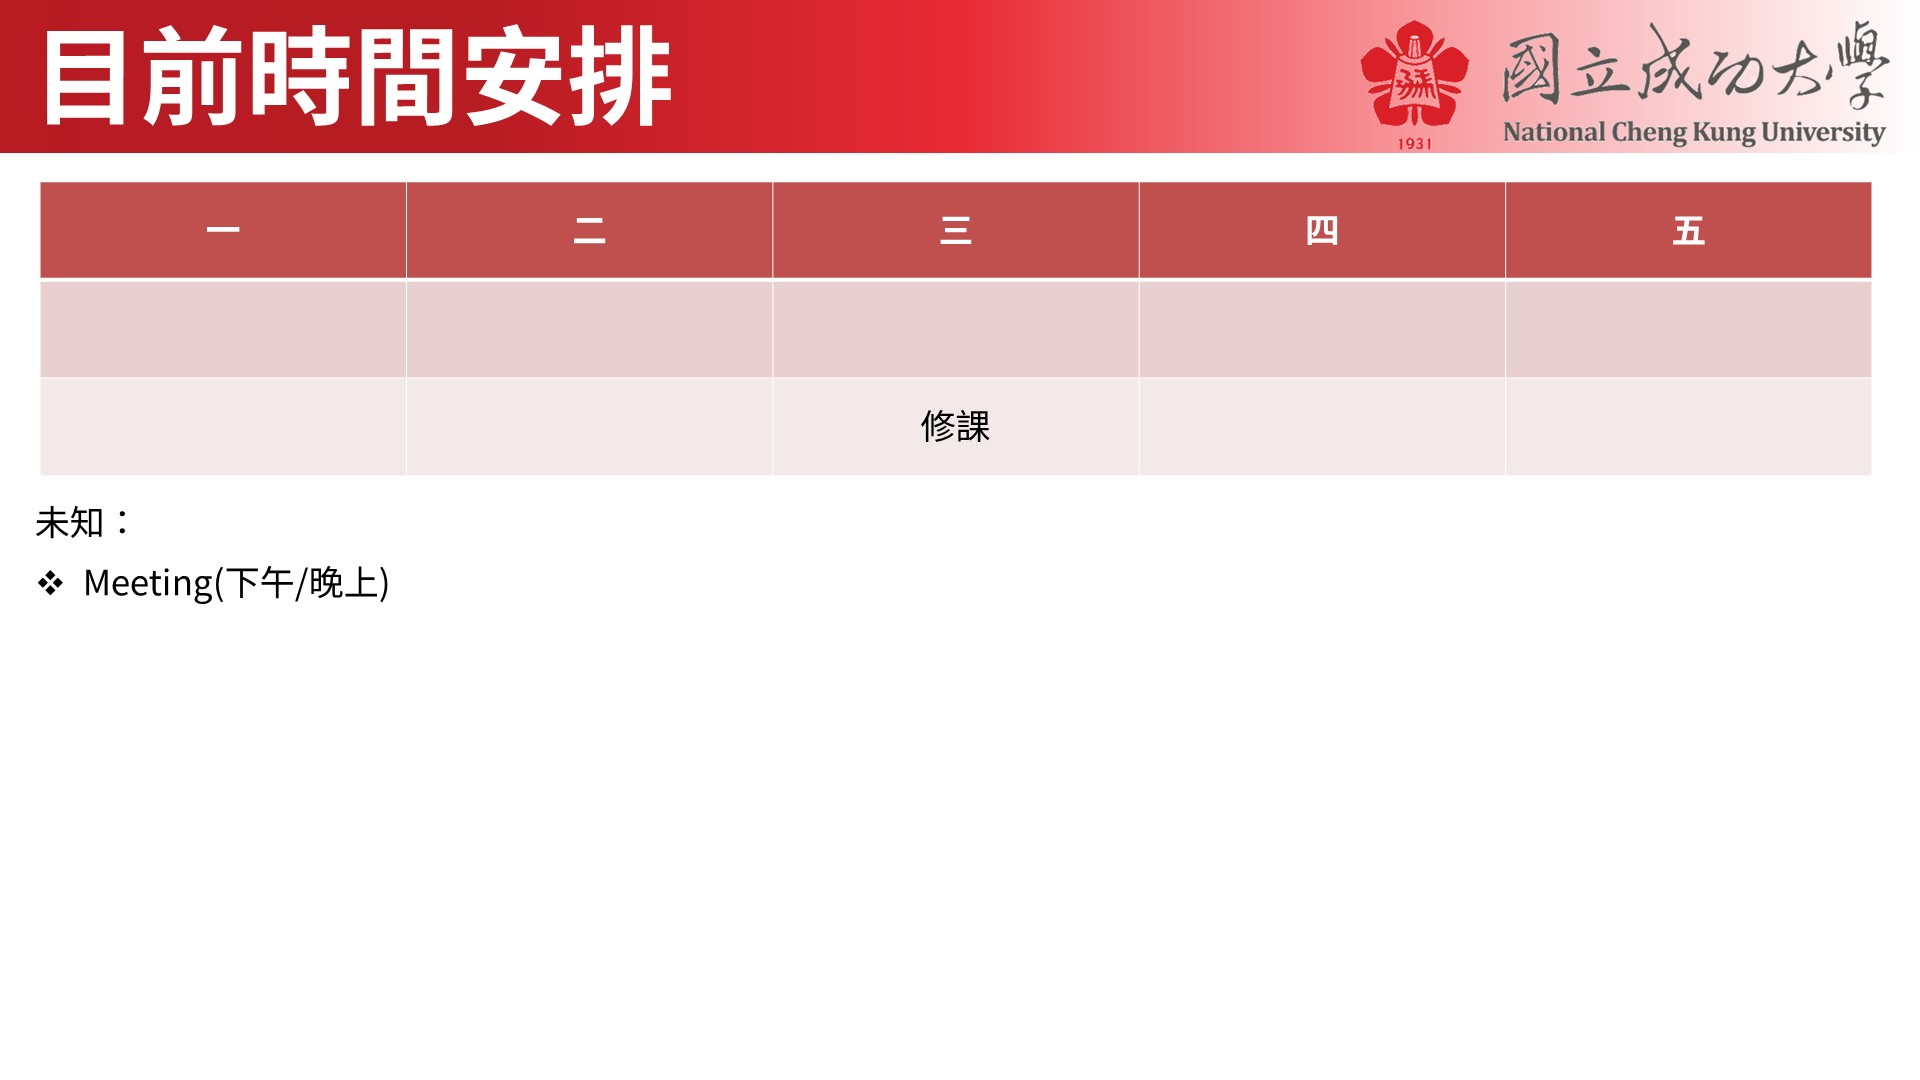 目前時間安排
國立成功大學
National Cheng Kung University
1931
一 二 三 四 五
修課
未知：
❖ Meeting(下午/晚上)